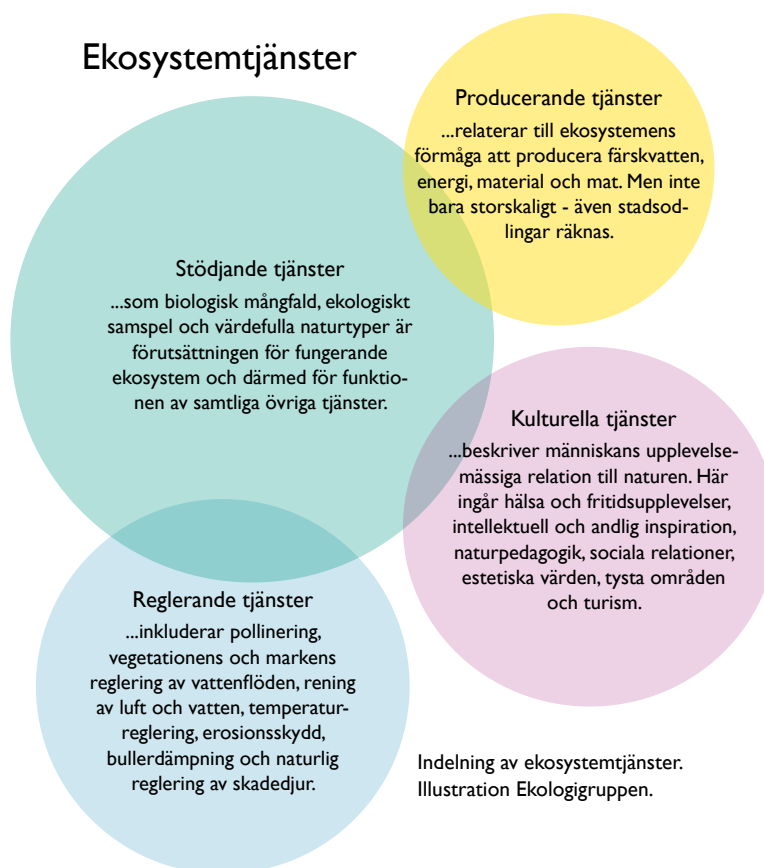 Ekosystemtjänster
Producerande tjänster
...relaterar till ekosystemens
förmåga att producera färskvatten,
energi, material och mat. Men inte
bara storskaligt - även stadsod-
lingar räknas.
Stödjande tjänster
...som biologisk mångfald, ekologiskt
samspel och värdefulla naturtyper är
förutsättningen för fungerande
ekosystem och därmed för funktio-
nen av samtliga övriga tjänster.
Kulturella tjänster
...beskriver människans upplevelse-
mässiga relation till naturen. Här
ingår hälsa och fritidsupplevelser,
intellektuell och andlig inspiration,
naturpedagogik, sociala relationer,
estetiska värden, tysta områden
och turism.
Reglerande tjänster
...inkluderar pollinering,
vegetationens och markens
reglering av vattenflöden, rening
av luft och vatten, temperatur-
reglering, erosionsskydd,
bullerdämpning och naturlig
reglering av skadedjur.
Indelning av ekosystemtjänster.
Illustration Ekologigruppen.